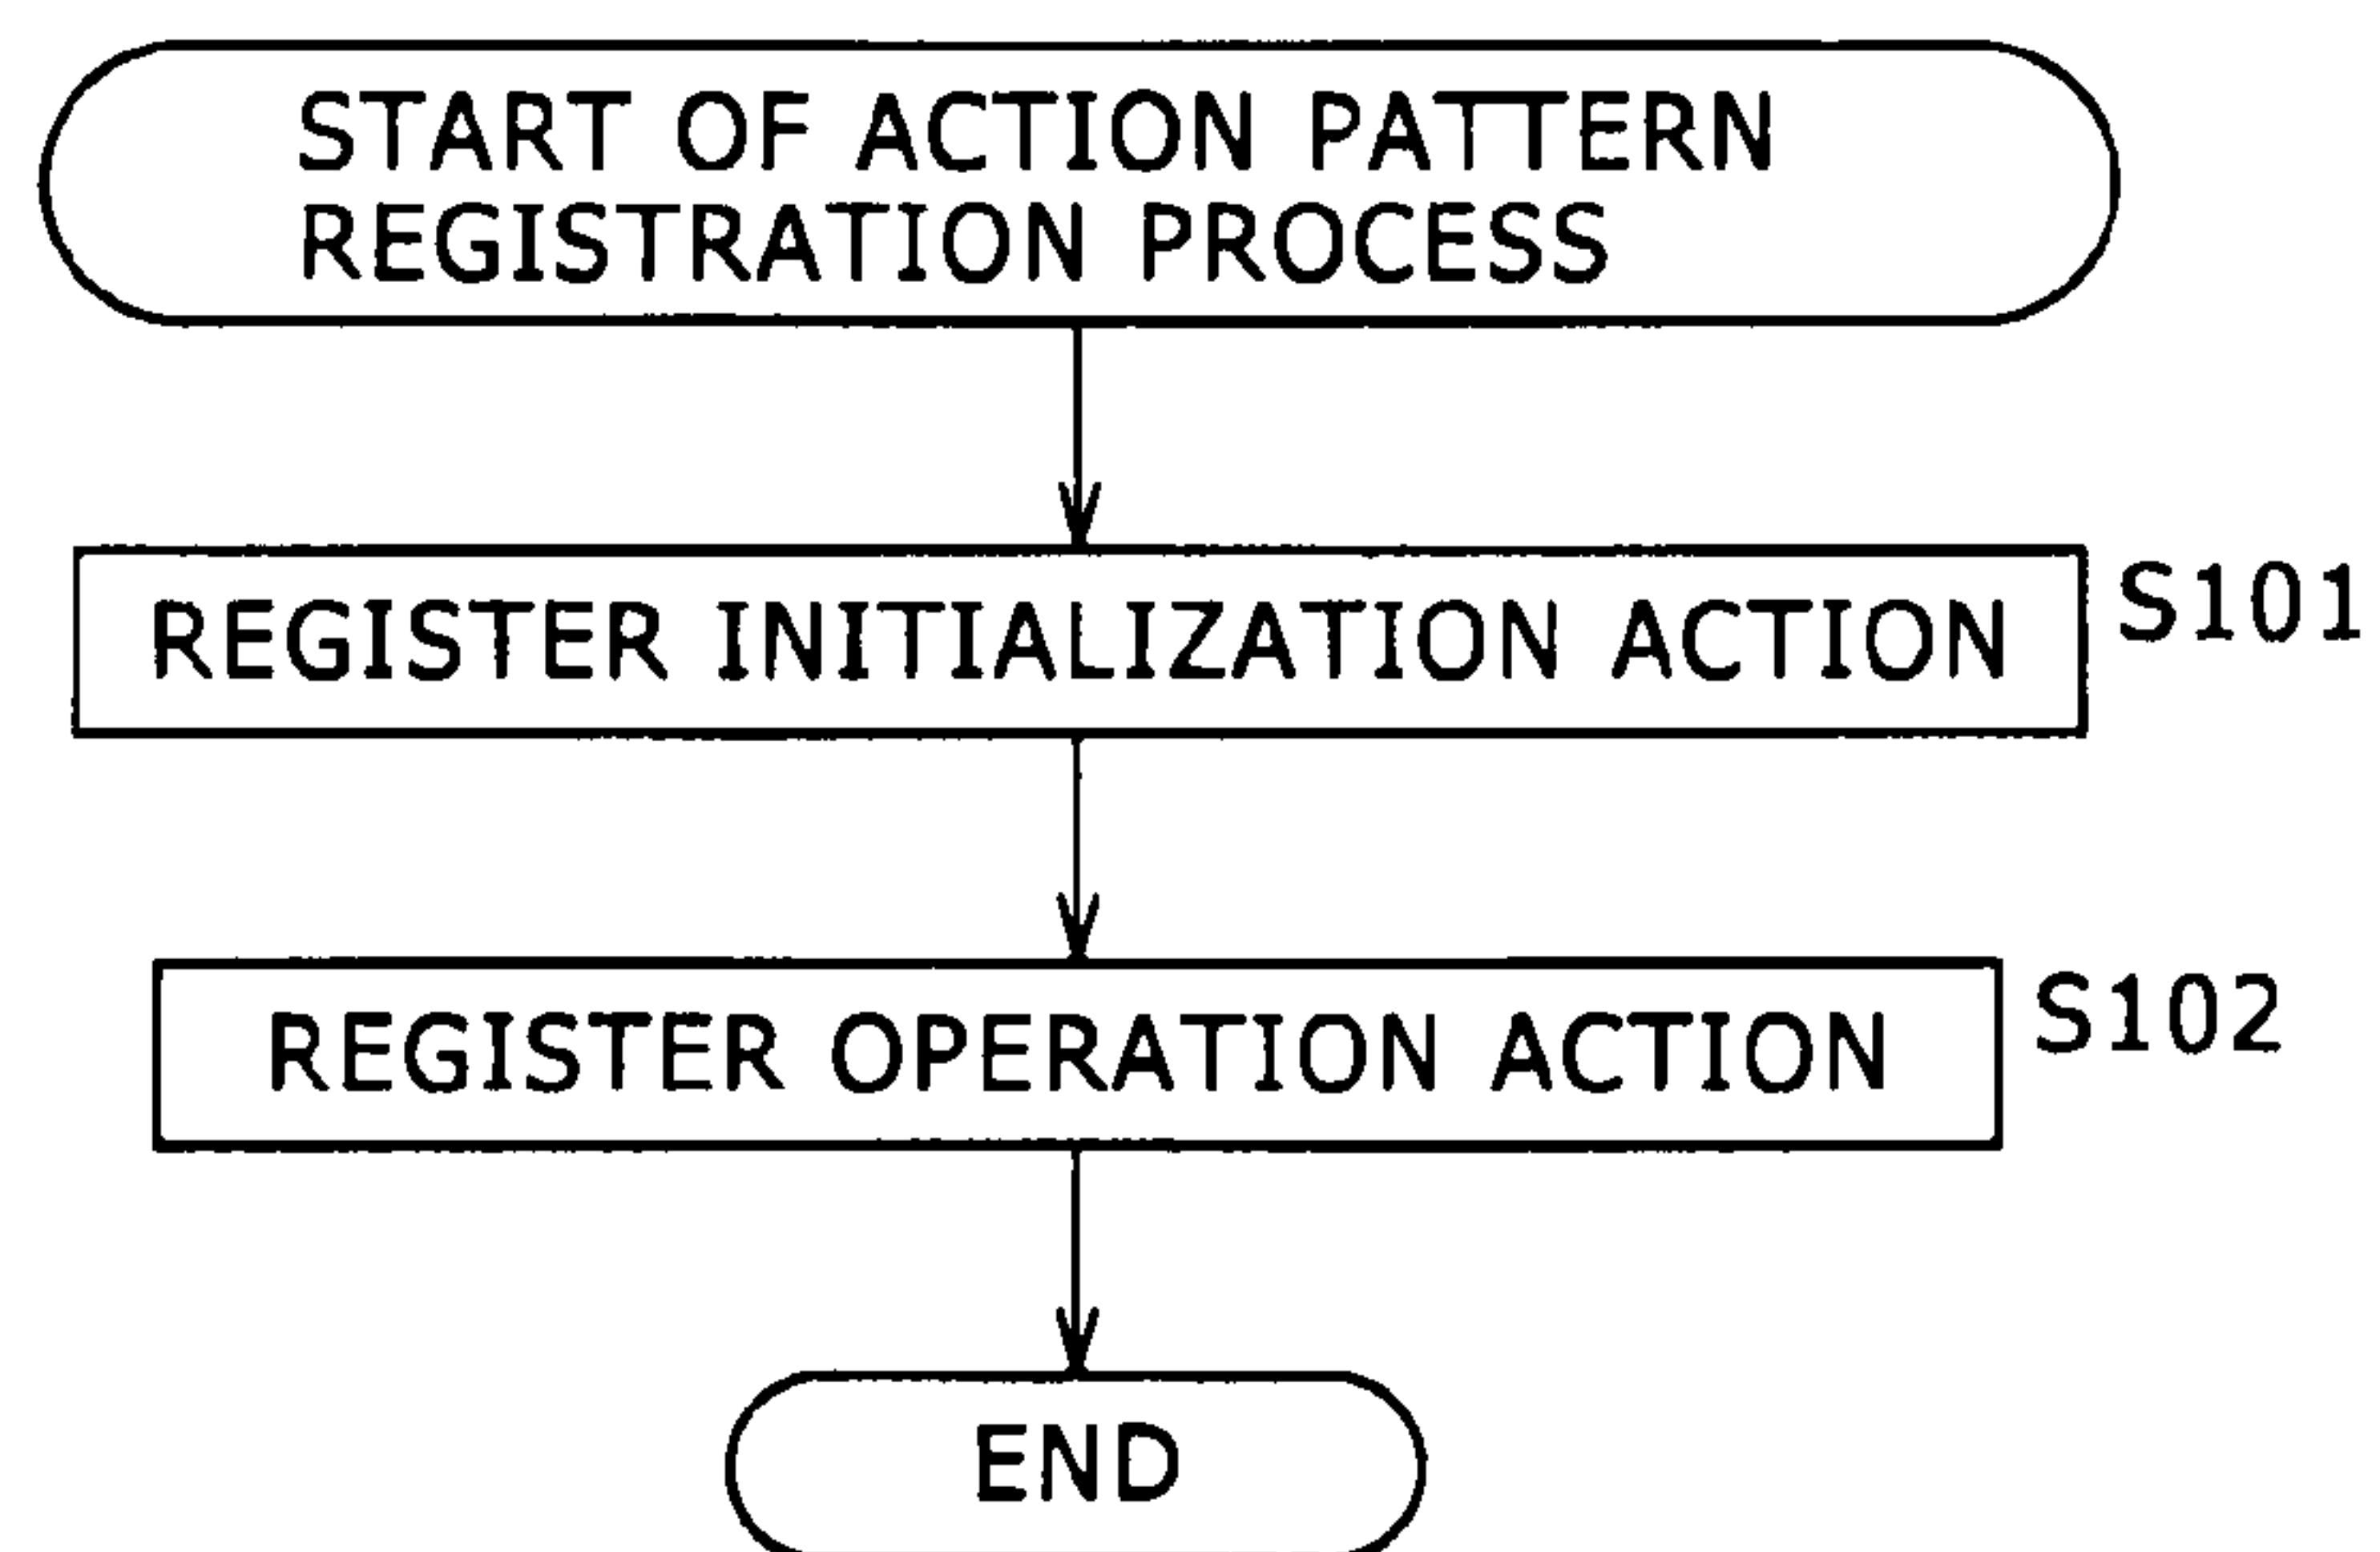 START OF ACTION PATTERN
REGISTRATION PROCESS
REGISTER INITIALIZATION ACTION
S101
REGISTER OPERATION ACTION
S102
END